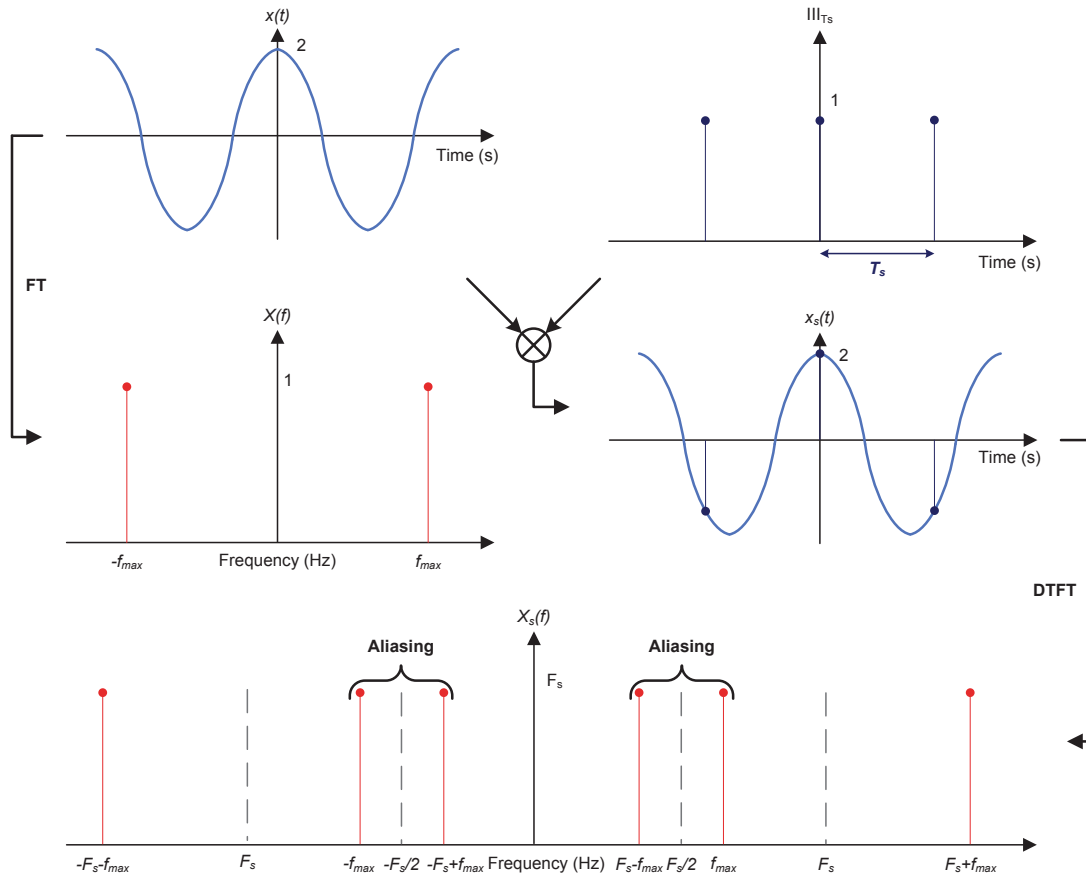 x(t)
2
Time (s)
III_Ts
1
T_s
Time (s)
FT
X(f)
1
-f_max
Frequency (Hz)
f_max
x_s(t)
2
Time (s)
DTFT
X_s(f)
F_s
Aliasing
Aliasing
-F_s-f_max
F_s
-f_max
-F_s/2
-F_s+f_max
Frequency (Hz)
F_s-f_max
F_s/2
f_max
F_s
F_s+f_max